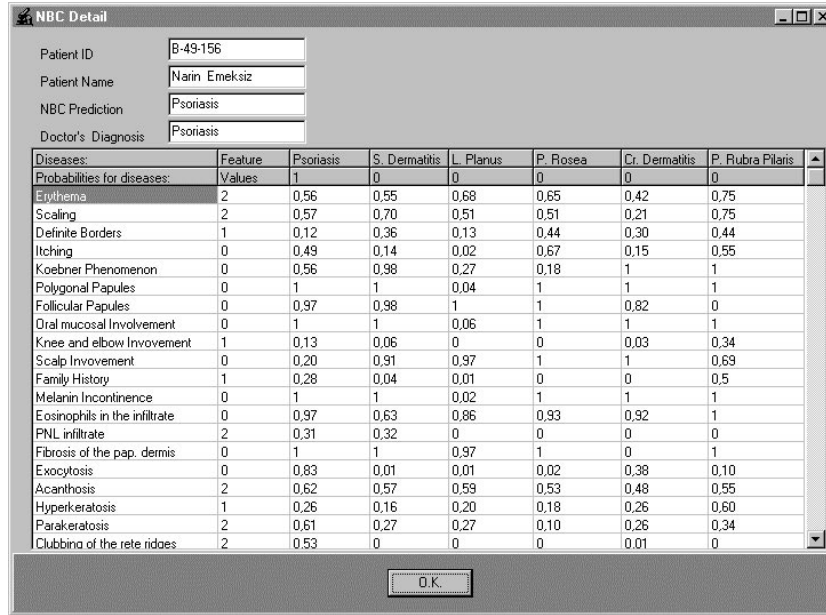 NBC Detail
Patient ID B-49-156
Patient Name Narin Emeksiz
NBC Prediction Psoriasis
Doctor's Diagnosis Psoriasis
Diseases: Feature Psoriasis S. Dermatitis L. Planus P. Rosea Cr. Dermatitis P. Rubra Pilaris
Probabilities for diseases: Values 1 0 0 0 0 0
Erythema 2 0,56 0,55 0,68 0,65 0,42 0,75
Scaling 2 0,57 0,70 0,51 0,51 0,21 0,75
Definite Borders 1 0,12 0,36 0,13 0,44 0,30 0,44
Itching 0 0,49 0,14 0,02 0,67 0,15 0,55
Koebner Phenomenon 0 0,56 0,98 0,27 0,18 1 1
Polygonal Papules 0 1 1 0,04 1 1 1
Follicular Papules 0 0,97 0,98 1 1 0,82 0
Oral mucosal Involvement 0 1 1 0,06 1 1 1
Knee and elbow Invovement 1 0,13 0,06 0 0 0,03 0,34
Scalp Invovement 0 0,20 0,91 0,97 1 1 0,69
Family History 1 0,28 0,04 0,01 0 0 0,5
Melanin Incontinence 0 1 1 0,02 1 1 1
Eosinophils in the infiltrate 0 0,97 0,63 0,86 0,93 0,92 1
PNL infiltrate 2 0,31 0,32 0 0 0 0
Fibrosis of the pap. dermis 0 1 1 0,97 1 0 1
Exocytosis 0 0,83 0,01 0,01 0,02 0,38 0,10
Acanthosis 2 0,62 0,57 0,59 0,53 0,48 0,55
Hyperkeratosis 1 0,26 0,16 0,20 0,18 0,26 0,60
Parakeratosis 2 0,61 0,27 0,27 0,10 0,26 0,34
Clubbing of the rete ridges 2 0,53 0 0 0 0,01 0
O.K.